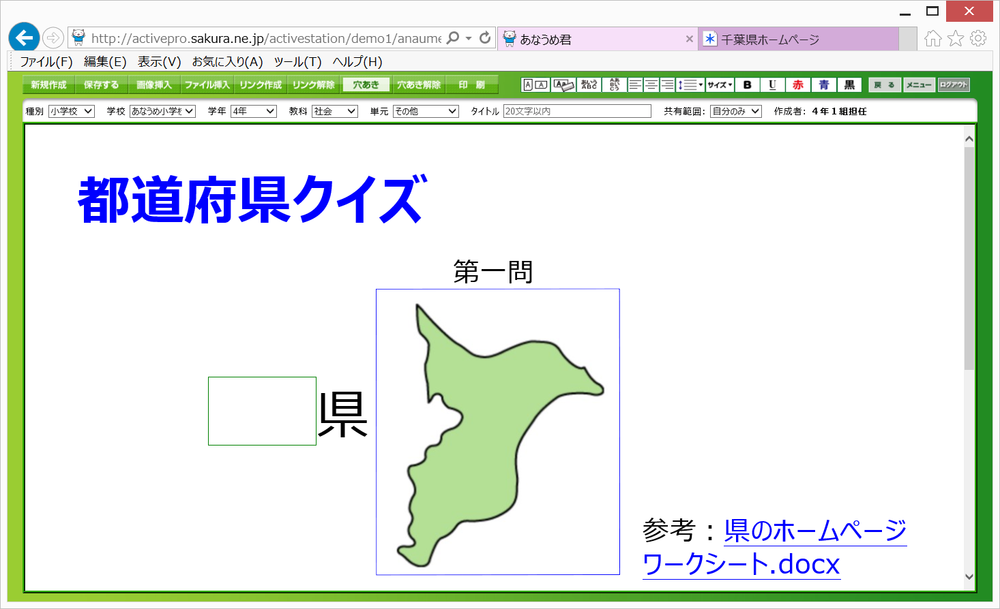 http://activepro.sakura.ne.jp/activestation/demo1/anaume
あなうめ君
千葉県ホームページ
ファイル(F) 編集(E) 表示(V) お気に入り(A) ツール(T) ヘルプ(H)
新規作成 保存する 画像挿入 ファイル挿入 リンク作成 リンク解除 穴あき 穴あき解除 印 刷 サイズ B U 赤 青 黒 戻 る メニュー ログアウト
種別 小学校 学校 あなうめ小学校 学年 4年 教科 社会 単元 その他 タイトル 20文字以内 共有範囲: 自分のみ 作成者: 4年1組担任
都道府県クイズ
第一問
県
参考：県のホームページ
ワークシート.docx